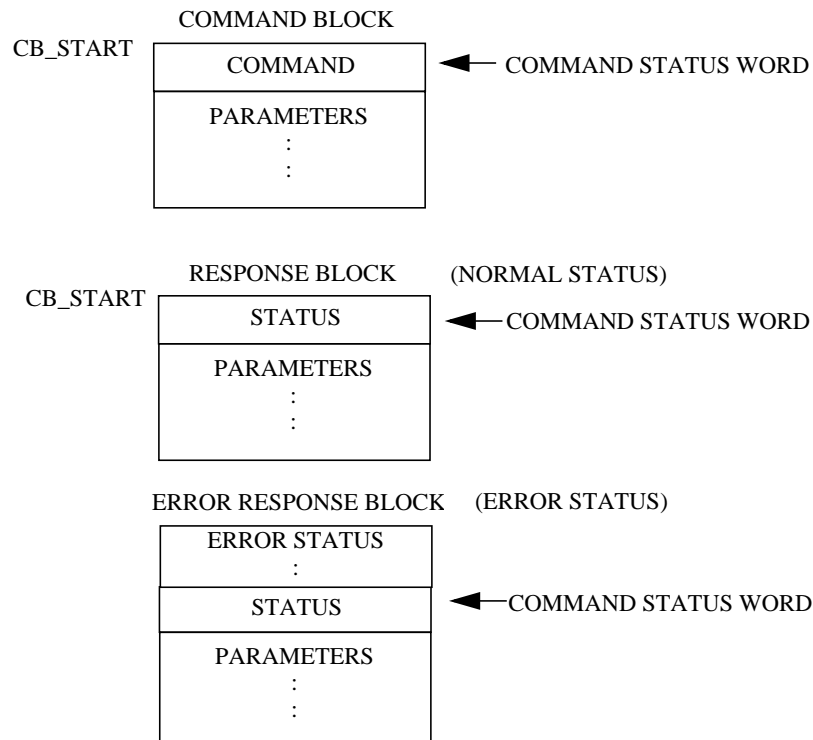 COMMAND BLOCK
CB_START
COMMAND
COMMAND STATUS WORD
PARAMETERS
:
:
RESPONSE BLOCK (NORMAL STATUS)
CB_START
STATUS
COMMAND STATUS WORD
PARAMETERS
:
:
ERROR RESPONSE BLOCK (ERROR STATUS)
ERROR STATUS
:
STATUS
COMMAND STATUS WORD
PARAMETERS
:
: